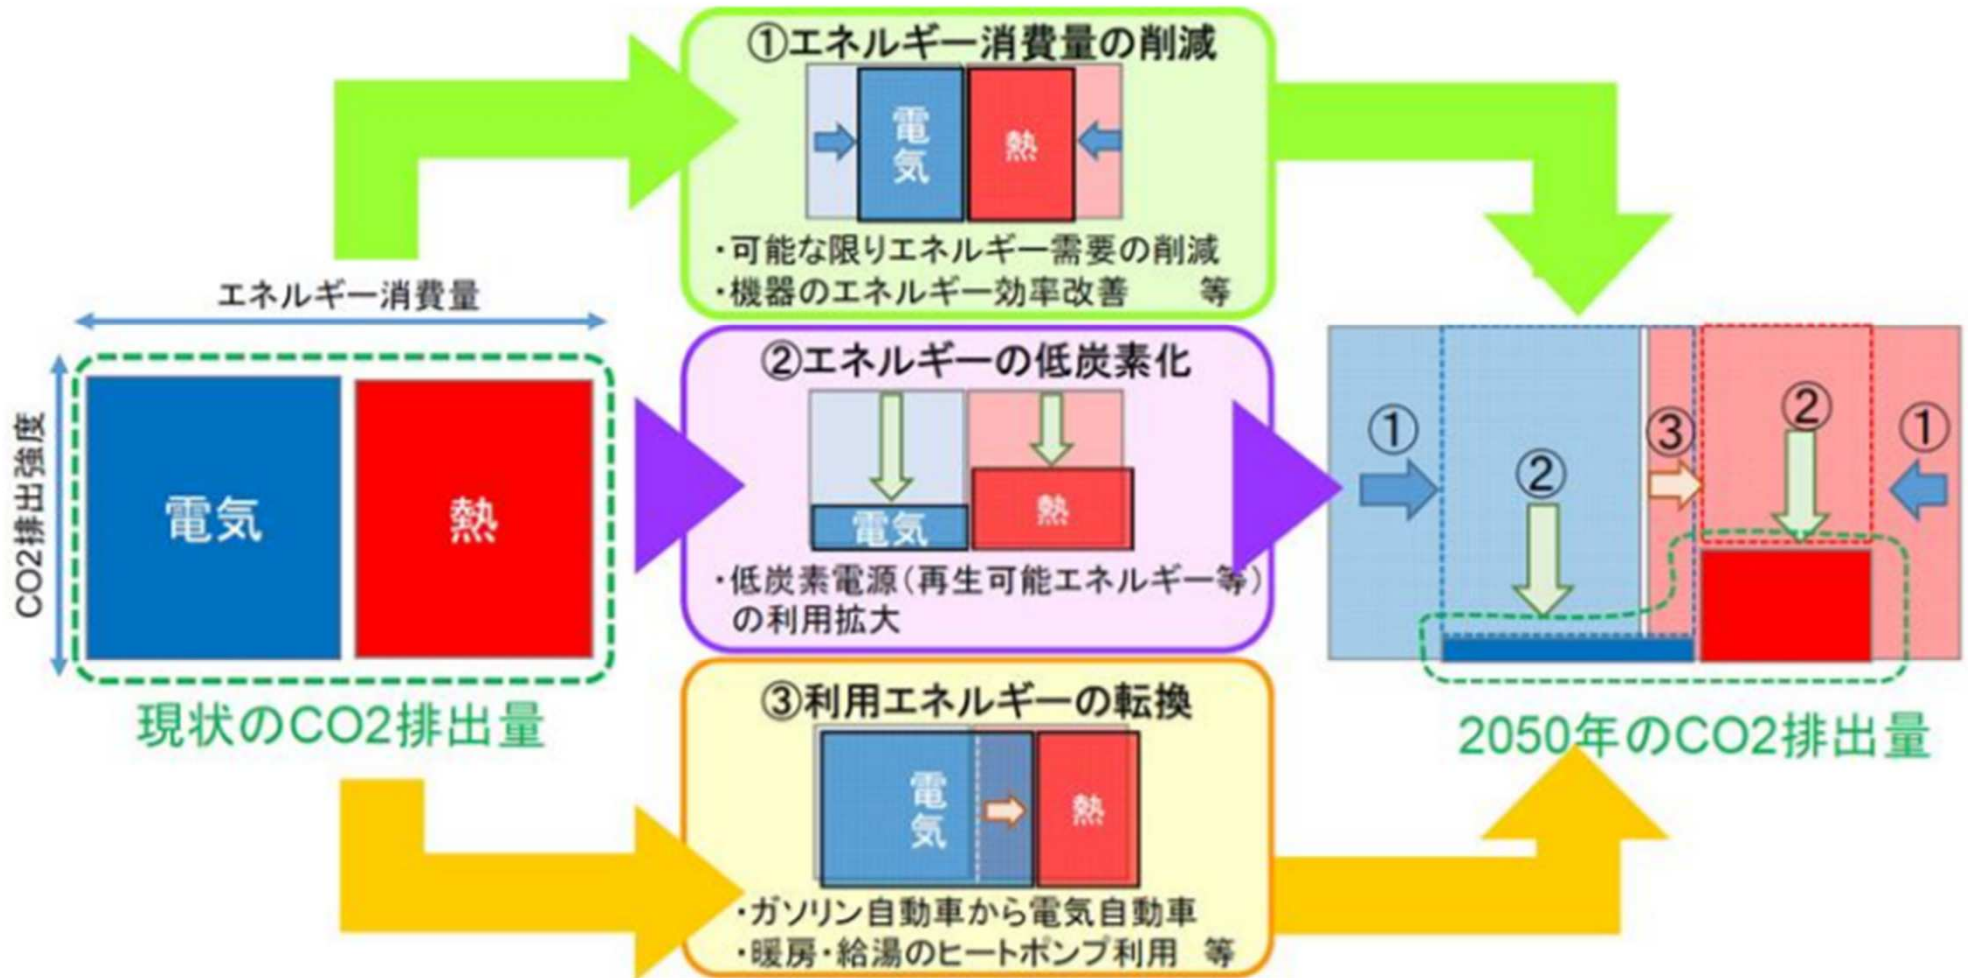 ①エネルギー消費量の削減
電気
熱
・可能な限りエネルギー需要の削減
・機器のエネルギー効率改善　　等
エネルギー消費量
CO2排出強度
電気
熱
現状のCO2排出量
②エネルギーの低炭素化
電気
熱
・低炭素電源(再生可能エネルギー等)
の利用拡大
③利用エネルギーの転換
電気
熱
・ガソリン自動車から電気自動車
・暖房・給湯のヒートポンプ利用　等
①
②
③
②
①
2050年のCO2排出量